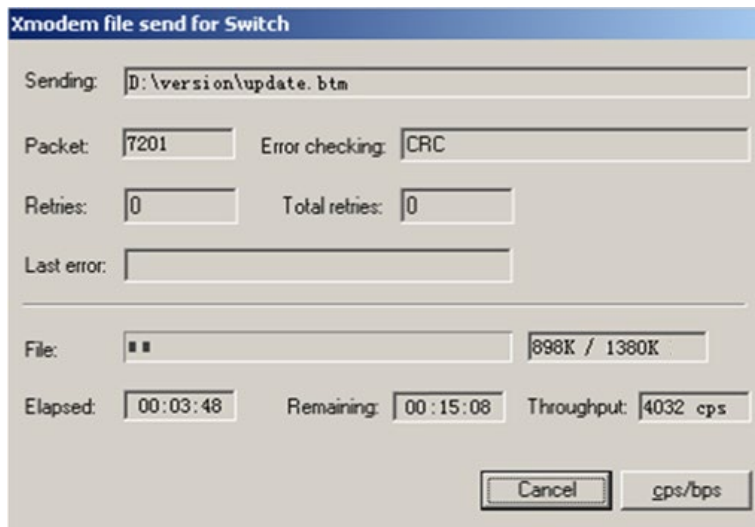 Xmodem file send for Switch
Sending: D:\version\update.btm
Packet: 7201 Error checking: CRC
Retries: 0 Total retries: 0
Last error:
File: 898K / 1380K
Elapsed: 00:03:48 Remaining: 00:15:08 Throughput: 4032 cps
Cancel cps/bps